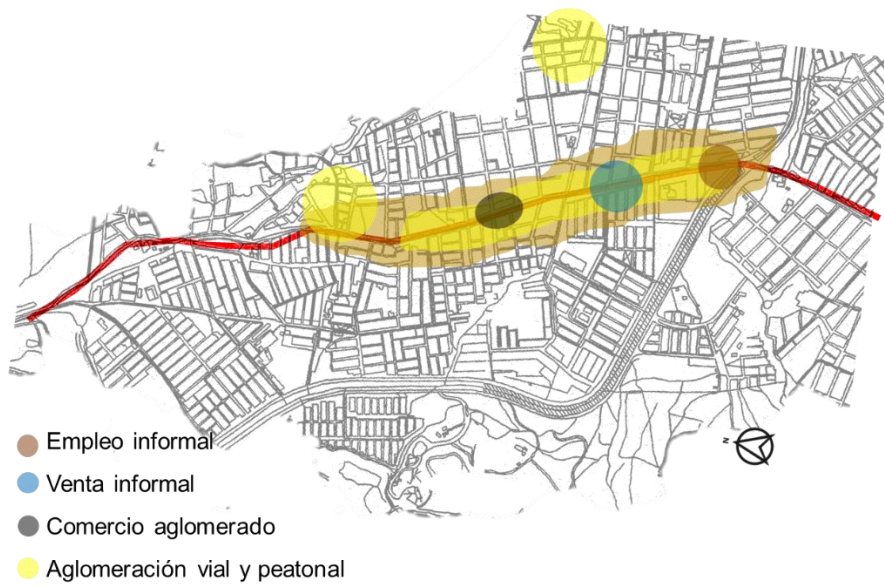 N
Empleo informal
Venta informal
Comercio aglomerado
Aglomeración vial y peatonal